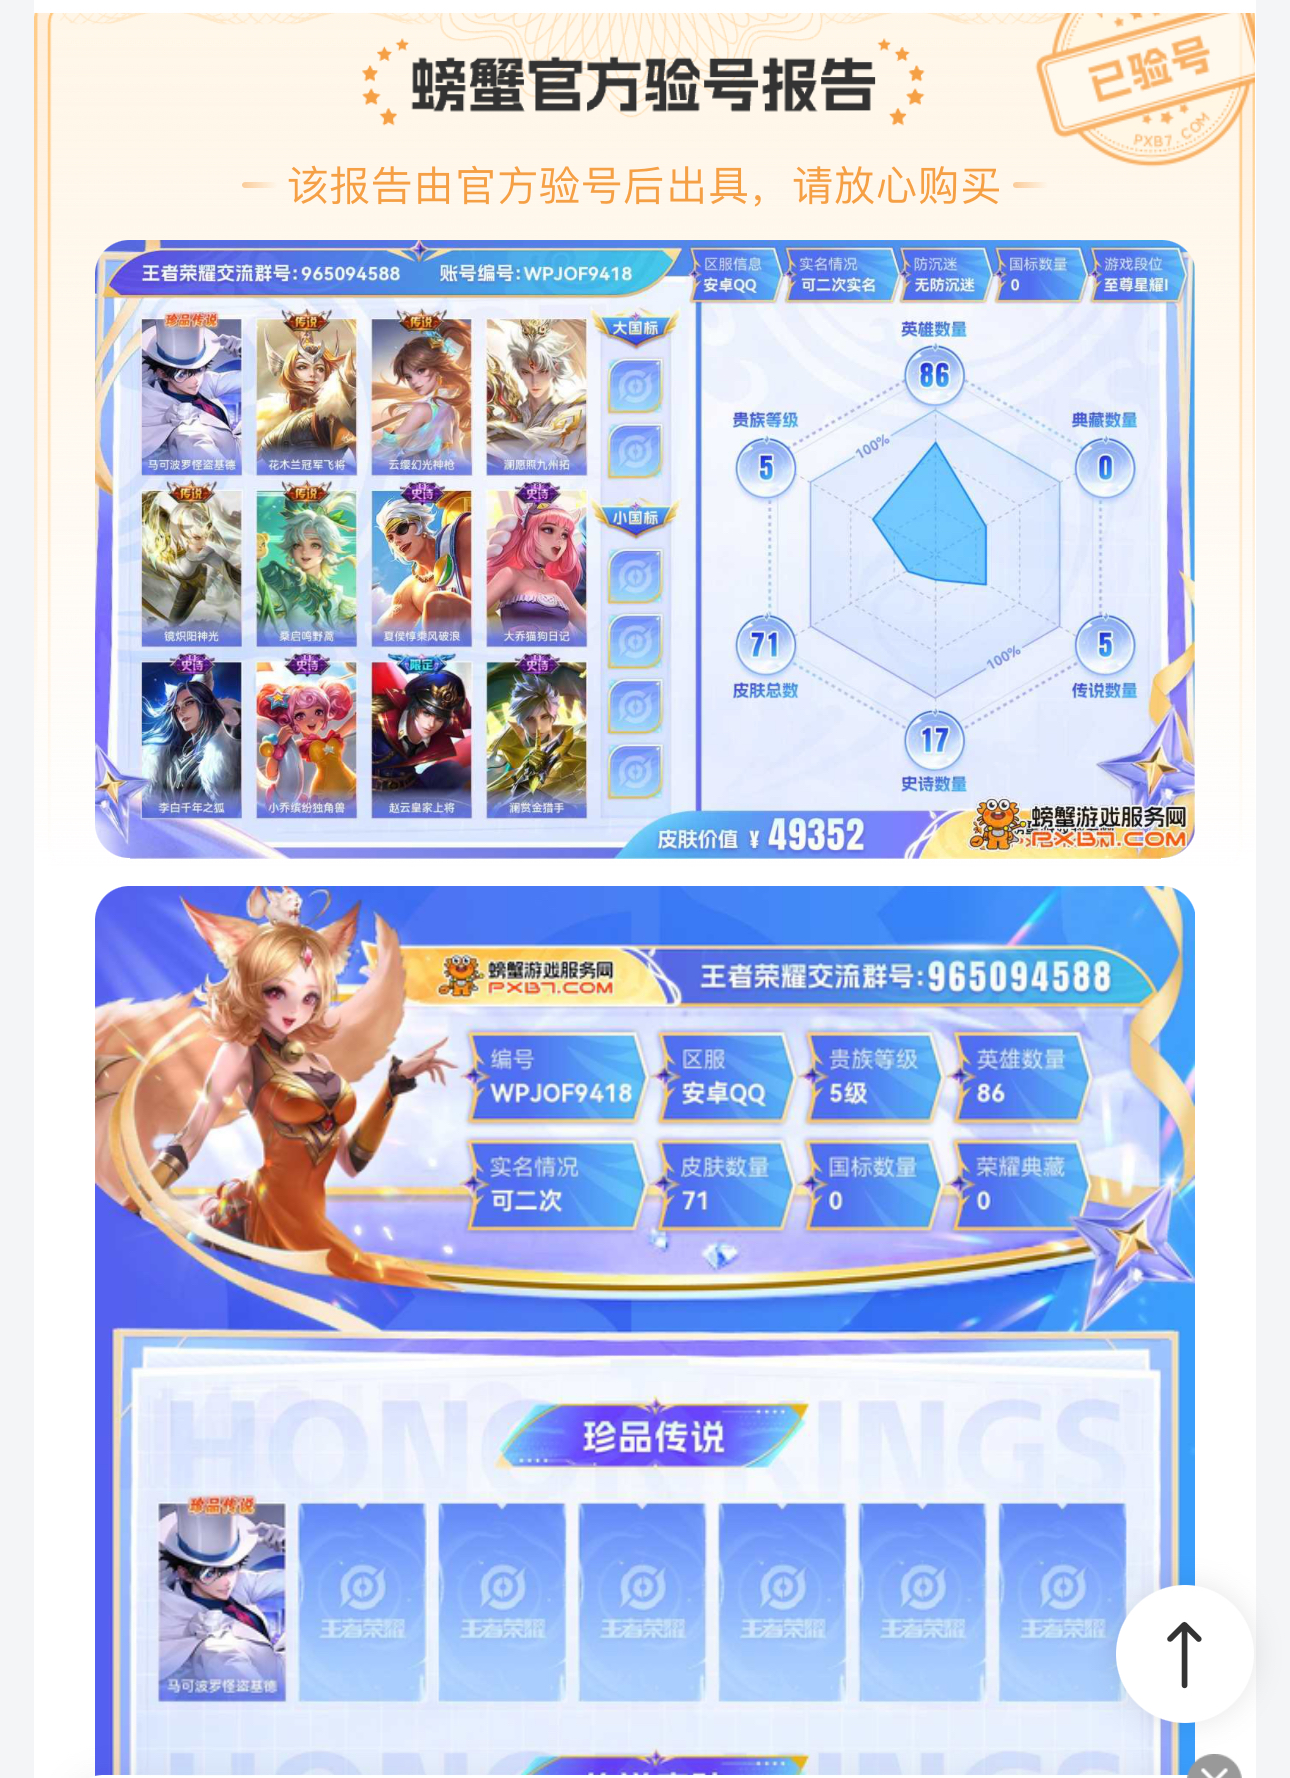 螃蟹官方验号报告
已验号
PXB7.COM
该报告由官方验号后出具，请放心购买
王者荣耀交流群号:965094588
账号编号:WPJOF9418
区服信息
安卓QQ
实名情况
可二次实名
防沉迷
无防沉迷
国标数量
0
游戏段位
至尊星耀I
珍品传说
马可波罗怪盗基德
传说
花木兰冠军飞将
传说
云缨幻光神枪
澜愿照九州拓
传说
镜炽阳神光
传说
桑启鸣野蒿
史诗
夏侯惇乘风破浪
史诗
大乔猫狗日记
史诗
李白千年之狐
史诗
小乔缤纷独角兽
限定
赵云皇家上将
史诗
澜赏金猎手
大国标
小国标
英雄数量
86
贵族等级
5
典藏数量
0
100%
71
皮肤总数
5
传说数量
100%
17
史诗数量
皮肤价值 ¥ 49352
螃蟹游戏服务网
PXB7.COM
螃蟹游戏服务网
PXB7.COM
王者荣耀交流群号:965094588
编号
WPJOF9418
区服
安卓QQ
贵族等级
5级
英雄数量
86
实名情况
可二次
皮肤数量
71
国标数量
0
荣耀典藏
0
HONOR KINGS
珍品传说
珍品传说
马可波罗怪盗基德
王者荣耀
王者荣耀
王者荣耀
王者荣耀
王者荣耀
王者荣耀